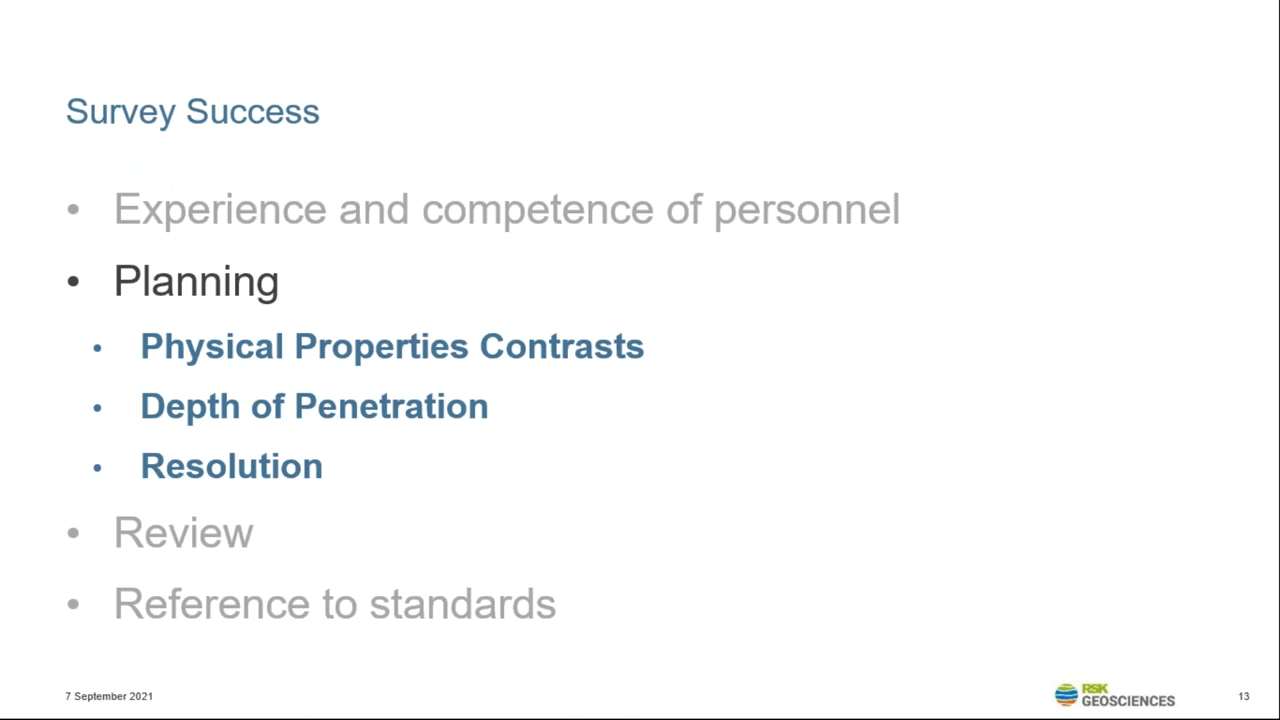 Survey Success
• Experience and competence of personnel
• Planning
• Physical Properties Contrasts
• Depth of Penetration
• Resolution
• Review
• Reference to standards
7 September 2021
RSK
GEOSCIENCES
13